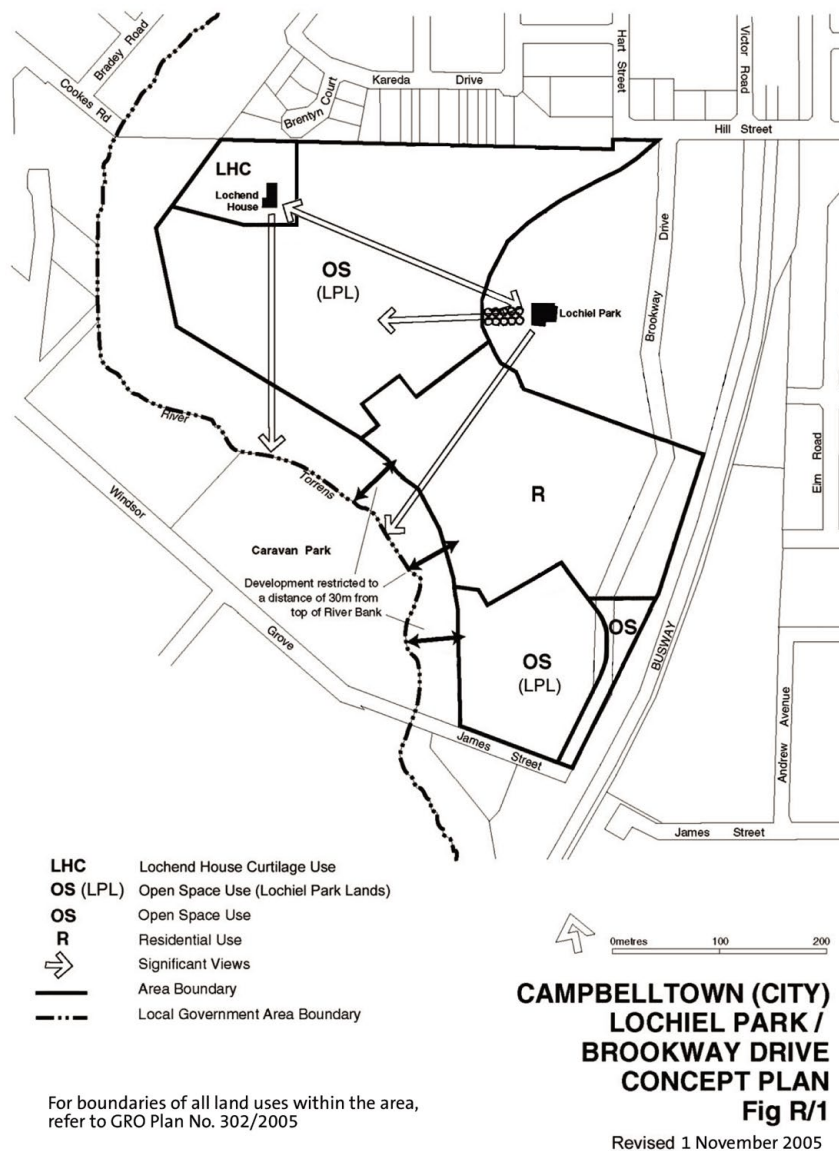 Bradey Road
Cookes Rd
Brentyn Court
Kareda Drive
Hart Street
Victor Road
Hill Street
LHC
Lochend
House
OS
(LPL)
Lochiel Park
Brookway Drive
River
Torrens
Windsor
Grove
Caravan Park
Development restricted to
a distance of 30m from
top of River Bank
R
Elm Road
OS
OS
(LPL)
BUSWAY
James Street
Andrew Avenue
James Street
LHC Lochend House Curtilage Use
OS (LPL) Open Space Use (Lochiel Park Lands)
OS Open Space Use
R Residential Use
Significant Views
Area Boundary
Local Government Area Boundary
0metres 100 200
CAMPBELLTOWN (CITY)
LOCHIEL PARK /
BROOKWAY DRIVE
CONCEPT PLAN
Fig R/1
Revised 1 November 2005
For boundaries of all land uses within the area,
refer to GRO Plan No. 302/2005